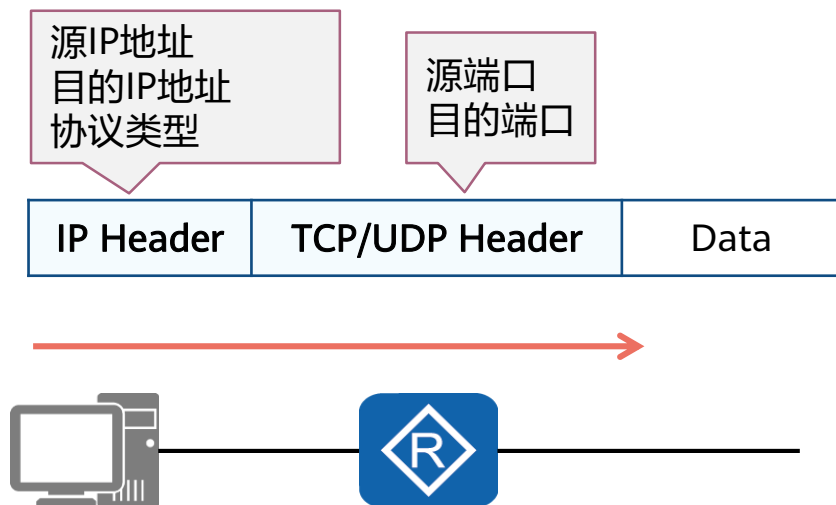 源IP地址
目的IP地址
协议类型
源端口
目的端口
IP Header
TCP/UDP Header
Data
R